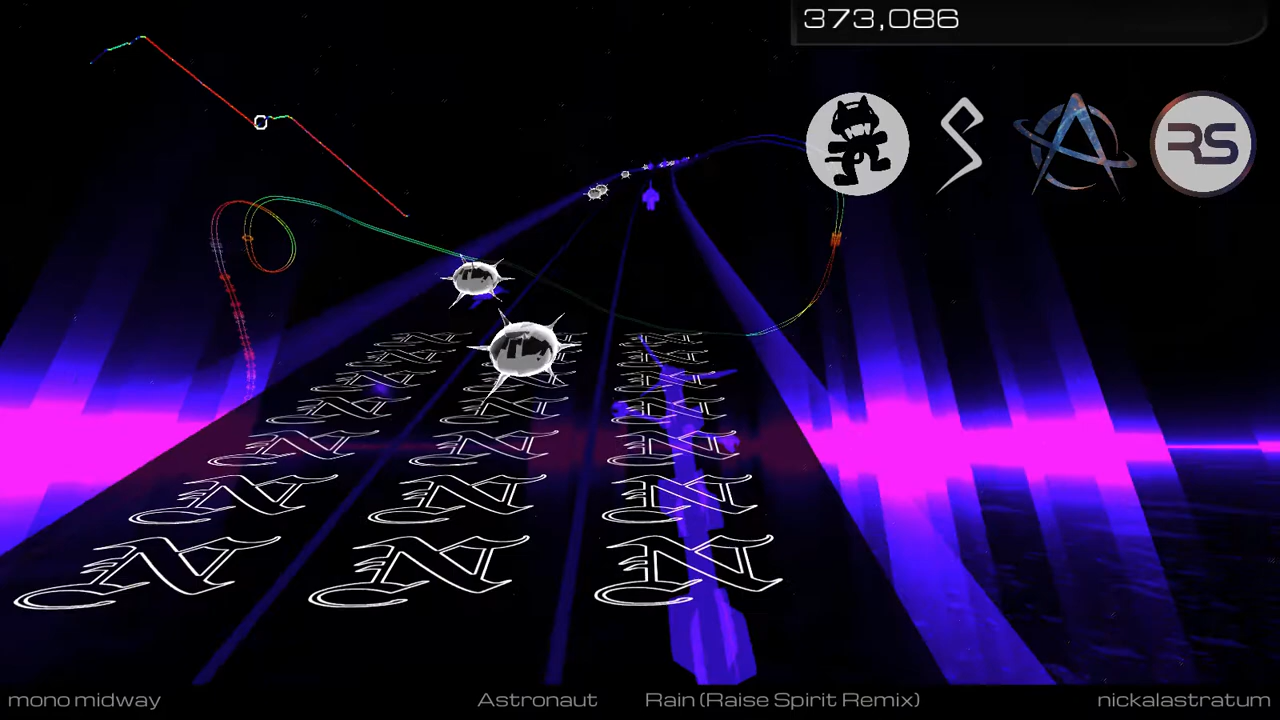 373,086
RS
mono midway
Astronaut
Rain (Raise Spirit Remix)
nickalastratum